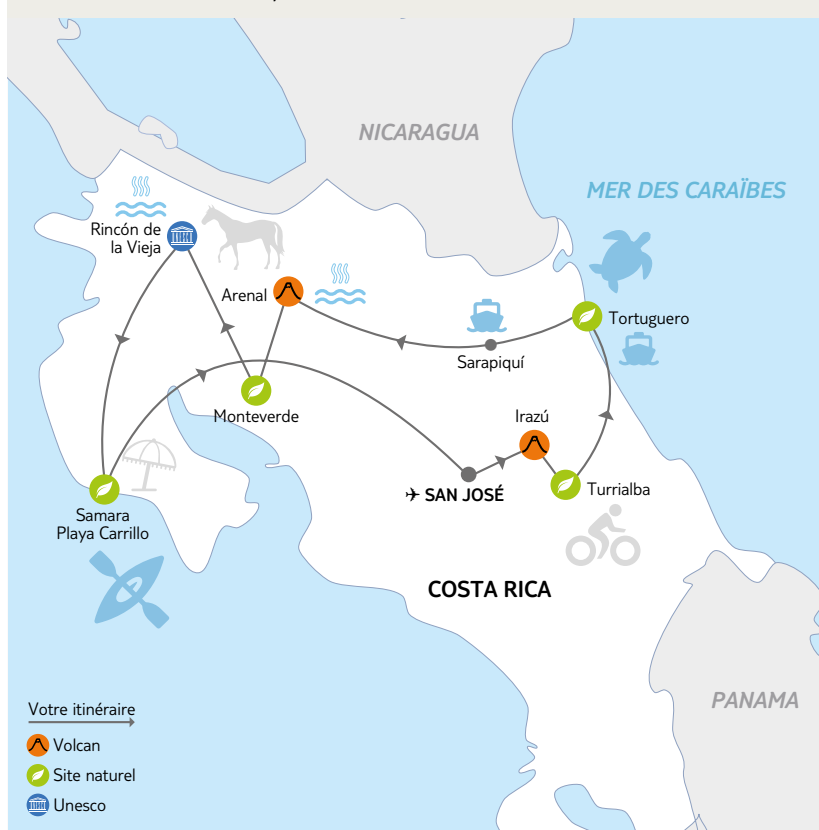 NICARAGUA
MER DES CARAÏBES
Rincón de
la Vieja
Arenal
Tortuguero
Sarapiquí
Monteverde
Irazú
SAN JOSÉ
Turrialba
Samara
Playa Carrillo
COSTA RICA
PANAMA
Votre itinéraire
Volcan
Site naturel
Unesco